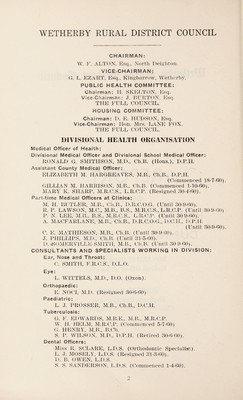 WETHERBY RURAL DISTRICT COUNCIL
CHAIRMAN:
W. F. ALTON, Esq., North Deighton.
VICE-CHAIRMAN:
G. L. EZART, Esq., Kingbarrow, Wetherby.
PUBLIC HEALTH COMMITTEE:
Chairman: H. SKELTON, Esq.
Vice-Chairman: J. BURTON, Esq.
THE FULL COUNCIL.
HOUSING COMMITTEE:
Chairman: D. E. HUDSON, Esq.
Vice-Chairman: Hon. Mrs. LANE FOX.
THE FULL COUNCIL.
DIVISIONAL HEALTH ORGANISATION
Medical Officer of Health:
Divisional Medical Officer and Divisional School Medical Officer:
RONALD G. SMITHSON, M.D., Ch.B. (Hons.), D.P.H.
Assistant County Medical Officer:
ELIZABETH M. HARGREAVES, M.B., Ch.B., D.P.H.
(Commenced 18-7-60).
GILLIAN M. HARRISON, M.B., Ch.B. (Commenced 1-10-60).
MARY K. SHARP, M.R.C.S., L.R.C.P. (Resigned 30-4-60).
Part-time Medical Officers at Clinics:
M. H. BUTLER, M.B., Ch.B., D.R.C.O.G. (Until 30-9-60).
R. P. LAWSON, M.C., M.B., B.S., M.R.C.S., L.R.C.P. (Until 30-9-60)
P. N. LEE, M.B., B.S., M.R.C.S., L.R.C.P. (Until 30-9-60)
A. MACFARLANE, M.B., Ch.B., D.R.C.O.G., D.C.H., D.P.H.
(Until 30-9-60).
C. E. MATHIESON, M.B., Ch.B. (Until 30-9-60).
J. PHILLIPS, M.D., Ch.B. (Until 31-5-60).
D. SOMERVILLE SMITH, M.B., Ch.B. (Until 30-9-60).
CONSULTANTS AND SPECIALISTS WORKING IN DIVISION:
Ear, Nose and Throat:
C. SMITH, F.R.C.S., D.L.O.
Eye:
L. WITTELS, M.D., D.O. (Oxon).
Orthopaedic:
E. NOCI, M.D. (Resigned 30-6-60).
Paediatric:
L. J. PROSSER, M.B., Ch.B., D.C.H.
Tuberculosis:
G. F. EDWARDS, M.B.E., M.B., M.R.C.P.
W. H. HELM, M.R.C.P. (Commenced 5-7-60).
G. HENRY, M.B., B.Ch.
S. P. WILSON, M.D., D.P.H. (Retired 30-6-60).
Dental Officers:
Miss B. SCLARE, L.D.S. (Orthodontic Specialist).
L. J. MOSELY, L.D.S. (Resigned 31-3-60).
D. R. OWEN, L.D.S.
S. S. SANDERSON, L.D.S. (Commenced 1-4-60).
5